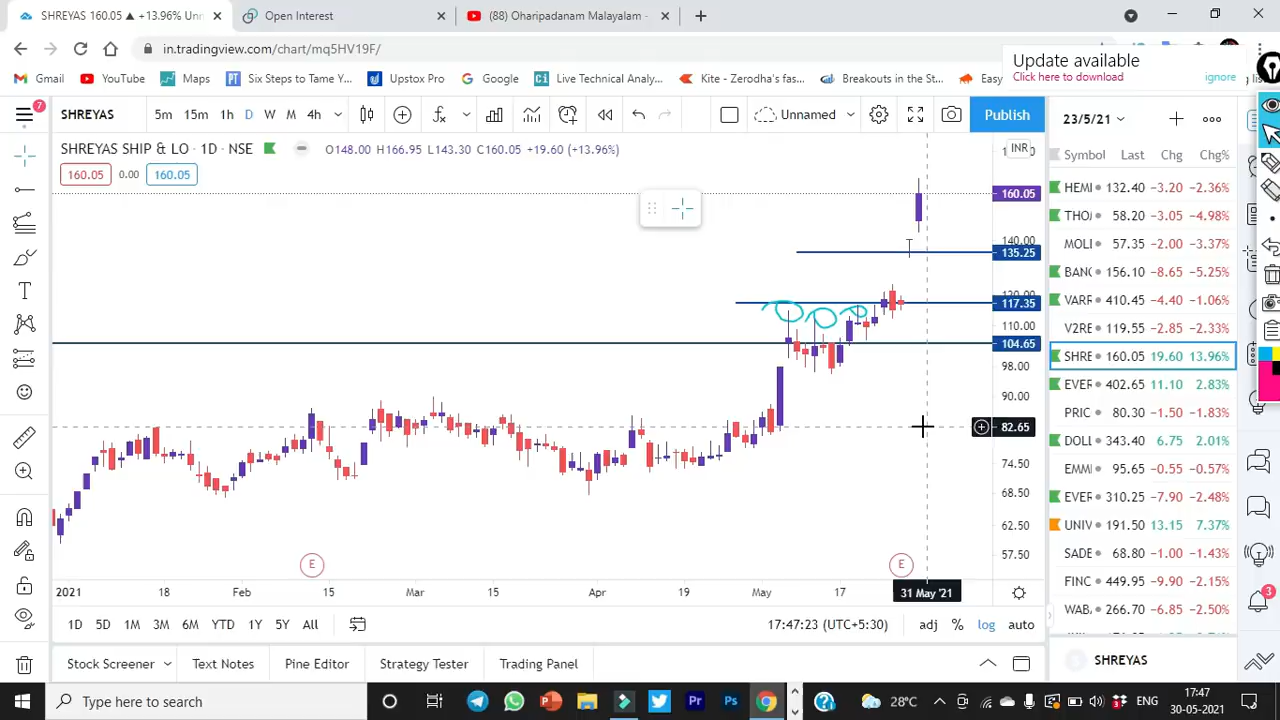 SHREYAS 160.05 ▲ +13.96% Unn
Open Interest
(88) Oharipadanam Malayalam -
in.tradingview.com/chart/mq5HV19F/
Update available
Click here to download
ignore
Gmail YouTube Maps Six Steps to Tame Y... Upstox Pro Google Live Technical Analy... Kite - Zerodha's fas... Breakouts in the St... Easy
7
SHREYAS 5m 15m 1h D W M 4h Unnamed Publish
23/5/21
SHREYAS SHIP & LO · 1D · NSE O148.00 H166.95 L143.30 C160.05 +19.60 (+13.96%)
INR
160.05 0.00 160.05
Symbol Last Chg Chg%
HEMI 132.40 −3.20 −2.36%
THO 58.20 −3.05 −4.98%
MOLI 57.35 −2.00 −3.37%
BANC 156.10 −8.65 −5.25%
VARR 410.45 −4.40 −1.06%
V2RE 119.55 −2.85 −2.33%
SHRE 160.05 19.60 13.96%
EVER 402.65 11.10 2.83%
PRIC 80.30 −1.50 −1.83%
DOLL 343.40 6.75 2.01%
EMMI 95.65 −0.55 −0.57%
EVER 310.25 −7.90 −2.48%
UNIV 191.50 13.15 7.37%
SADE 68.80 −1.00 −1.43%
FINC 449.95 −9.90 −2.15%
WAB 266.70 −6.85 −2.50%
160.05
140.00
135.25
117.35
110.00
104.65
98.00
90.00
82.65
74.50
68.50
62.50
57.50
E
E
2021 18 Feb 15 Mar 15 Apr 19 May 17 31 May '21
1D 5D 1M 3M 6M YTD 1Y 5Y All
17:47:23 (UTC+5:30) adj % log auto
3
Stock Screener Text Notes Pine Editor Strategy Tester Trading Panel
SHREYAS
Type here to search
28°C
ENG
17:47
30-05-2021